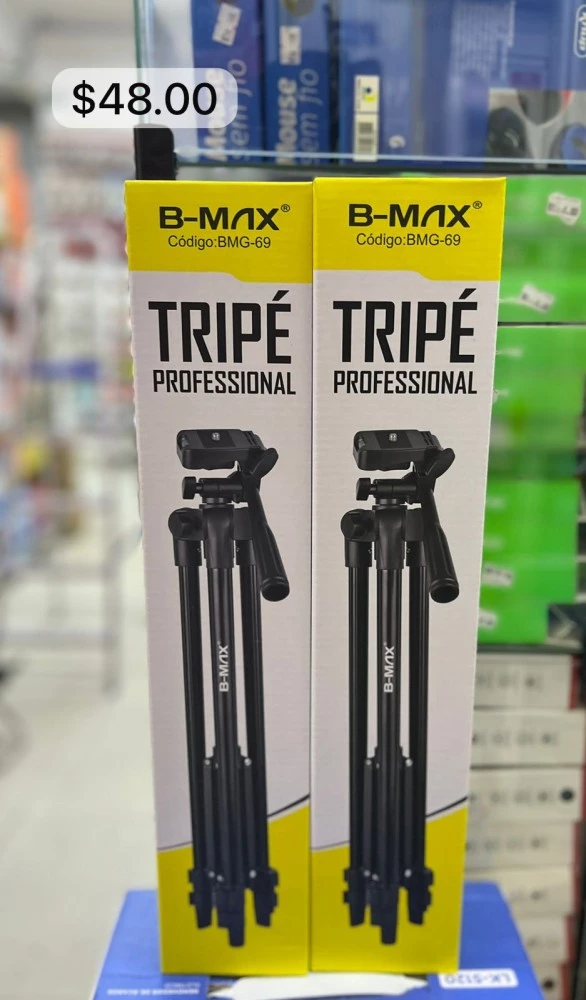 $48.00
Mouse
sem fio
Mouse
sem fio
B-MAX®
Código:BMG-69
TRIPÉ
PROFESSIONAL
B-MAX
B-MAX®
Código:BMG-69
TRIPÉ
PROFESSIONAL
B-MAX
LK-S120